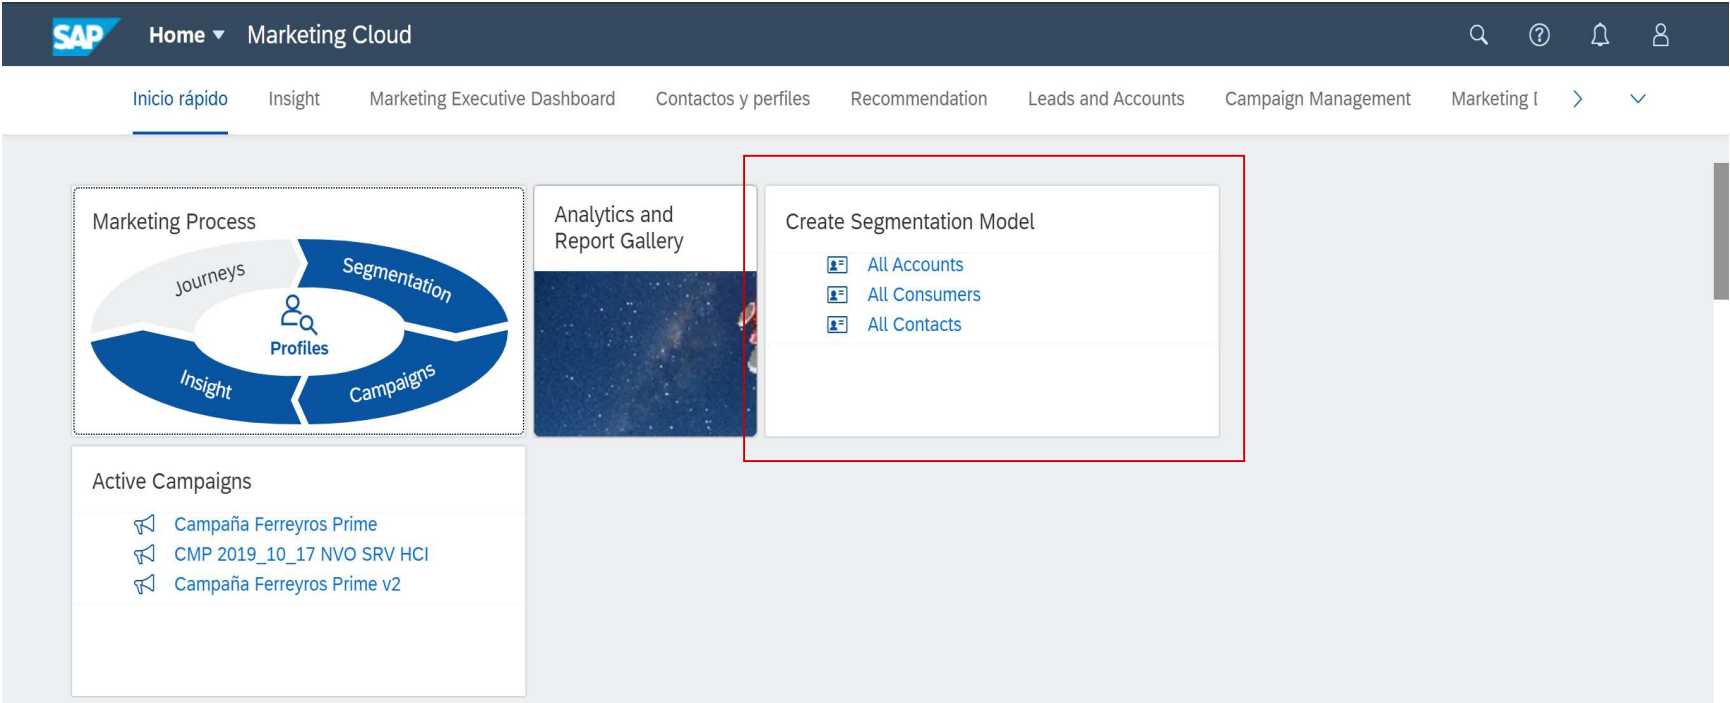 SAP Home Marketing Cloud
Inicio rápido Insight Marketing Executive Dashboard Contactos y perfiles Recommendation Leads and Accounts Campaign Management Marketing
Marketing Process
Journeys
Segmentation
Profiles
Insight
Campaigns
Analytics and
Report Gallery
Create Segmentation Model
All Accounts
All Consumers
All Contacts
Active Campaigns
Campaña Ferreyros Prime
CMP 2019_10_17 NVO SRV HCI
Campaña Ferreyros Prime v2